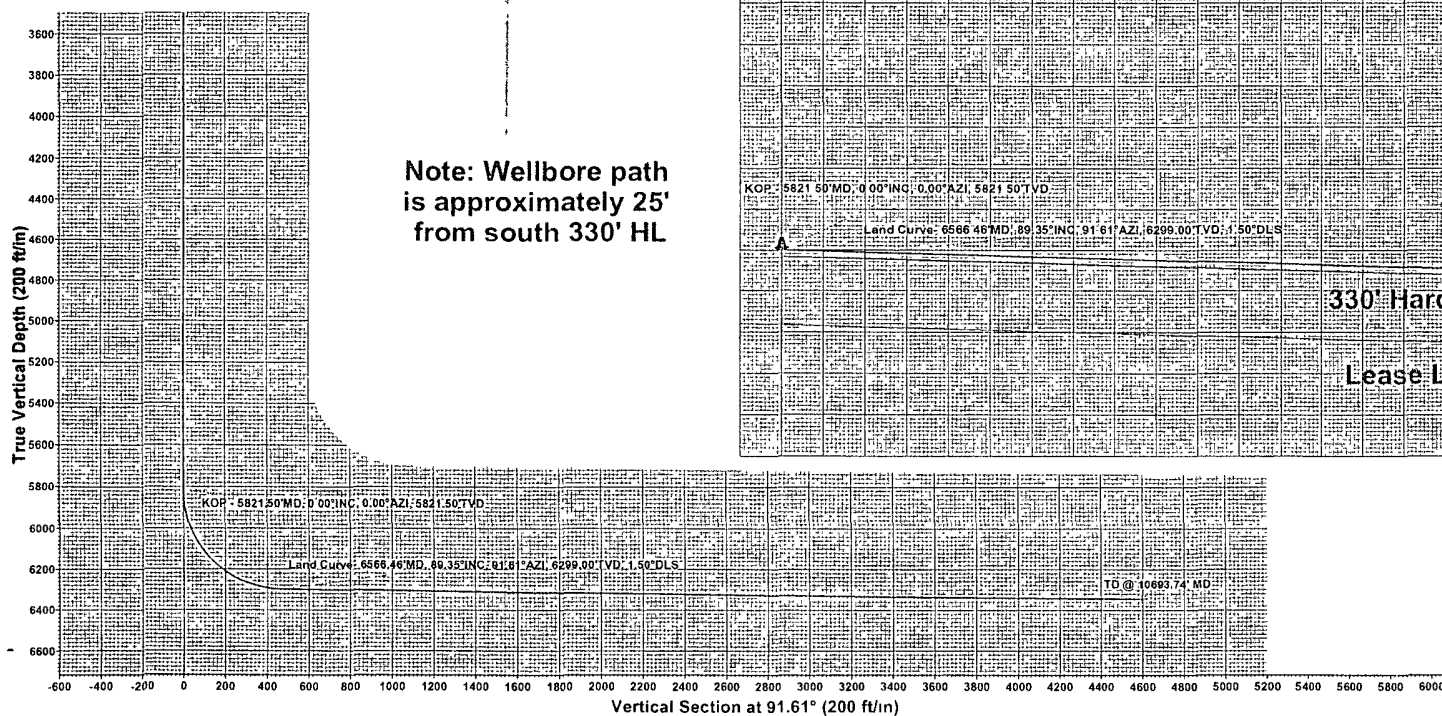 3600
3800
4000
4200
4400
4600
4800
5000
5200
5400
5600
5800
6000
6200
6400
6600
True Vertical Depth (200 ft/in)
Note: Wellbore path
is approximately 25'
from south 330' HL
KOP - 5821 50'MD, 0 00°INC, 0.00°AZI, 5821 50'TVD
Land Curve- 6566 46'MD, 89.35°INC, 91 61°AZI, 6299.00'TVD, 1.50°DLS
A
330' Hard
Lease L
KOP - 5821.50'MD, 0 00°INC, 0.00°AZI, 5821.50'TVD
Land Curve- 6566.46'MD, 89.35°INC, 91.61°AZI, 6299.00'TVD, 1.50°DLS
TD @ 10693.74' MD
-600 -400 -200 0 200 400 600 800 1000 1200 1400 1600 1800 2000 2200 2400 2600 2800 3000 3200 3400 3600 3800 4000 4200 4400 4600 4800 5000 5200 5400 5600 5800 6000
Vertical Section at 91.61° (200 ft/in)